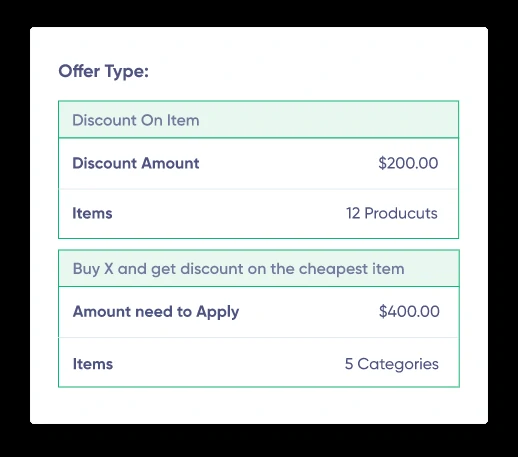 Offer Type:
Discount On Item
Discount Amount $200.00
Items 12 Producuts
Buy X and get discount on the cheapest item
Amount need to Apply $400.00
Items 5 Categories